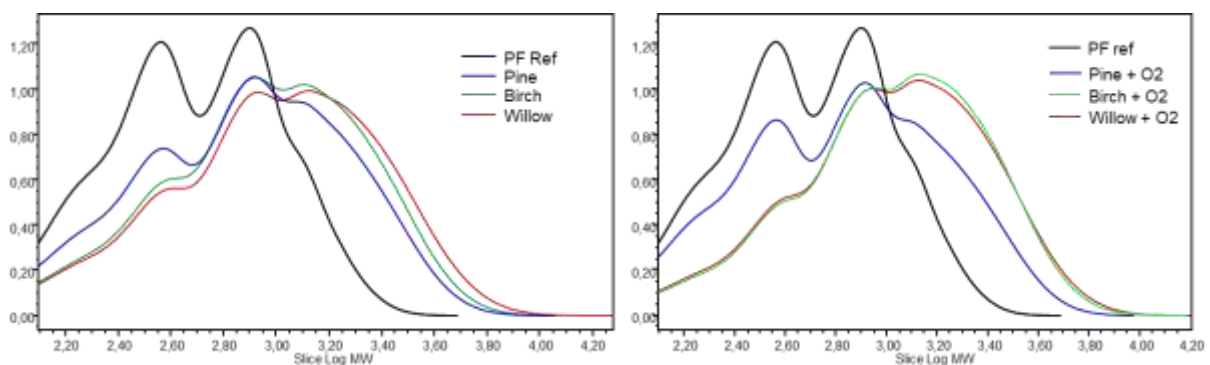 1,20
1,00
0,80
0,60
0,40
0,20
0,00
PF Ref
Pine
Birch
Willow
2,20 2,40 2,60 2,80 3,00 3,20 3,40 3,60 3,80 4,00 4,20
Slice Log MW
1,20
1,00
0,80
0,60
0,40
0,20
0,00
PF ref
Pine + O2
Birch + O2
Willow + O2
2,20 2,40 2,60 2,80 3,00 3,20 3,40 3,60 3,80 4,00 4,20
Slice Log MW